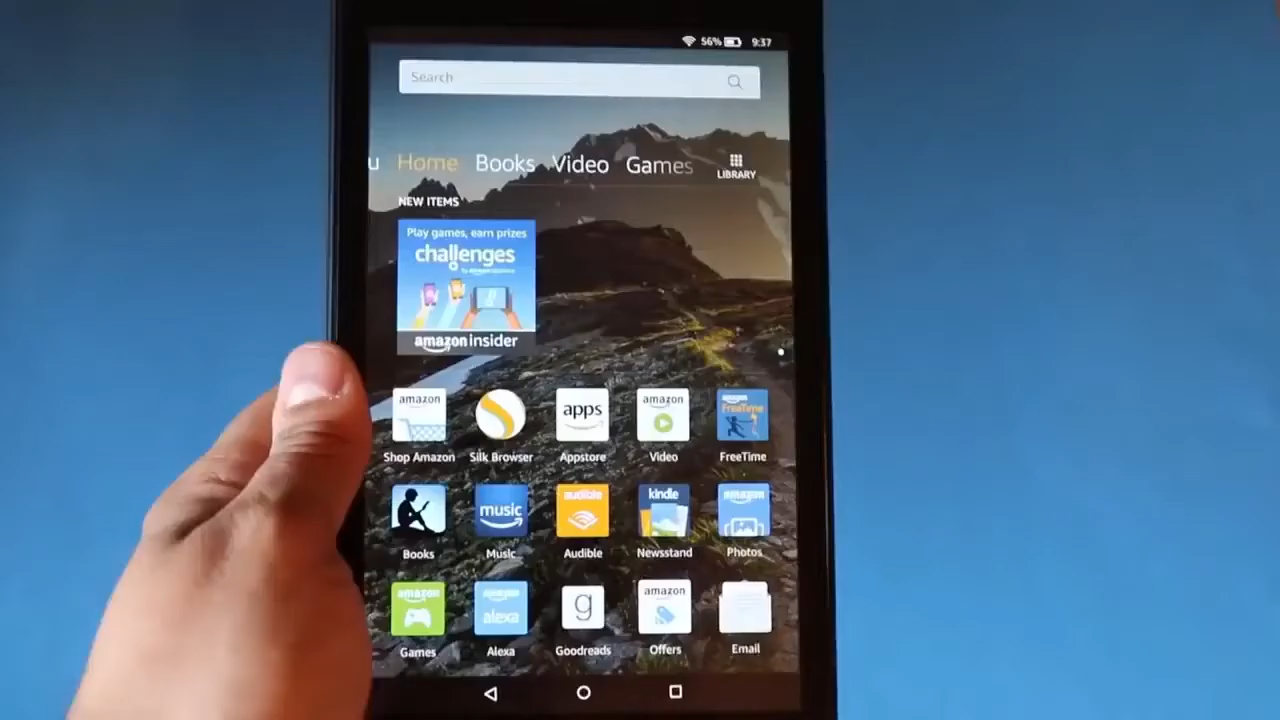 56% 9:37
Search
u Home Books Video Games LIBRARY
NEW ITEMS
Play games, earn prizes
challenges
amazon insider
amazon apps amazon amazon FreeTime
Shop Amazon Silk Browser Appstore Video FreeTime
music audible kindle amazon
Books Music Audible Newsstand Photos
amazon amazon alexa g amazon
Games Alexa Goodreads Offers Email